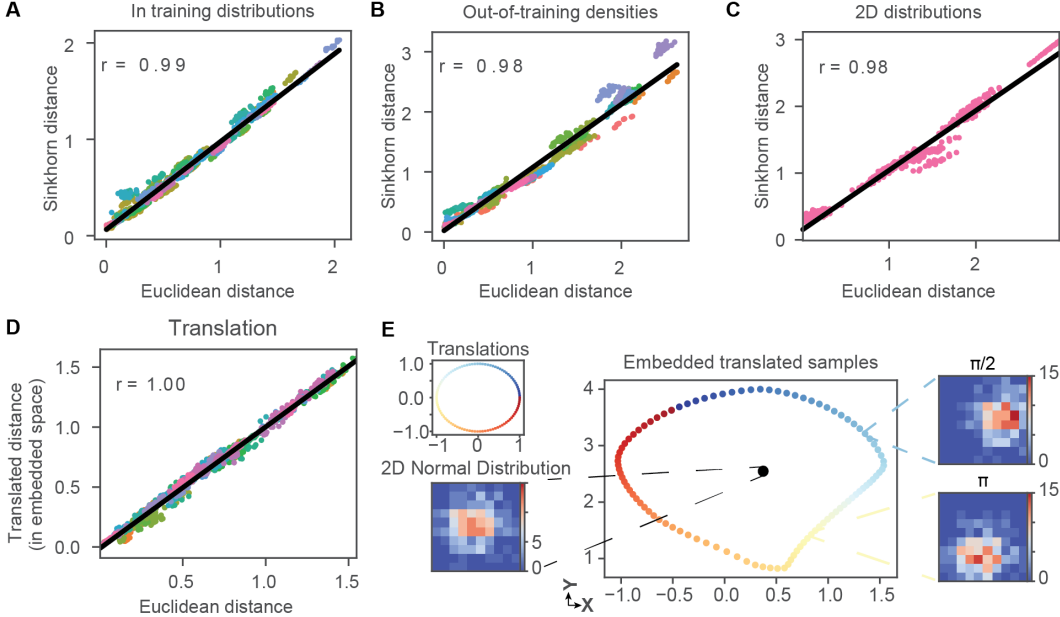 A
In training distributions
r = 0.99
Sinkhorn distance
2
1
0
0
1
2
Euclidean distance
B
Out-of-training densities
r = 0.98
Sinkhorn distance
3
2
1
0
0
1
2
Euclidean distance
C
2D distributions
r = 0.98
Sinkhorn distance
3
2
1
0
1
2
Euclidean distance
D
Translation
r = 1.00
Translated distance
(in embedded space)
1.5
1.0
0.5
0.0
0.5
1.0
1.5
Euclidean distance
E
Translations
1.0
0.0
−1.0
−1
0
1
2D Normal Distribution
5
0
Embedded translated samples
4
3
2
1
−1.0
−0.5
0.0
0.5
1.0
1.5
Y
X
π/2
15
0
π
15
0